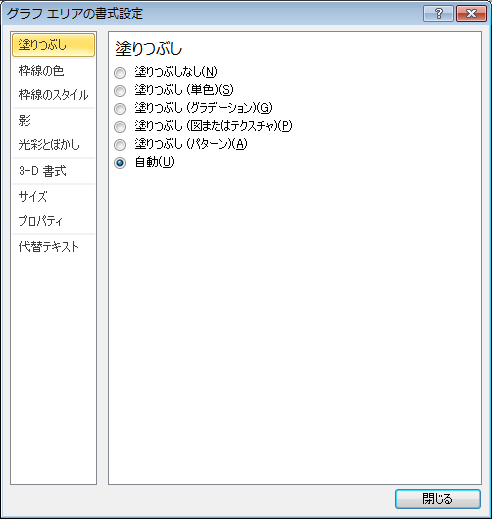 グラフ エリアの書式設定
塗りつぶし
枠線の色
枠線のスタイル
影
光彩とぼかし
3-D 書式
サイズ
プロパティ
代替テキスト
塗りつぶし
塗りつぶしなし(N)
塗りつぶし (単色)(S)
塗りつぶし (グラデーション)(G)
塗りつぶし (図またはテクスチャ)(P)
塗りつぶし (パターン)(A)
自動(U)
閉じる